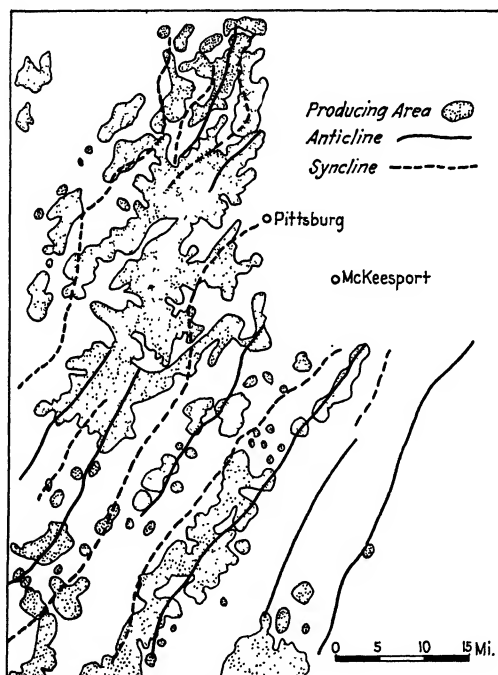 Producing Area
Anticline
Syncline
Pittsburg
McKeesport
0 5 10 15 Mi.